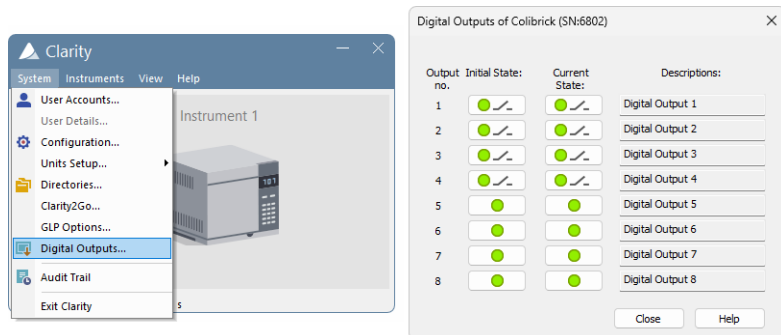 Clarity
System Instruments View Help
User Accounts...
User Details...
Configuration...
Units Setup...
Directories...
Clarity2Go...
GLP Options...
Digital Outputs...
Audit Trail
Exit Clarity
Instrument 1
s
Digital Outputs of Colibrick (SN:6802)
Output no. Initial State: Current State: Descriptions:
1 Digital Output 1
2 Digital Output 2
3 Digital Output 3
4 Digital Output 4
5 Digital Output 5
6 Digital Output 6
7 Digital Output 7
8 Digital Output 8
Close Help